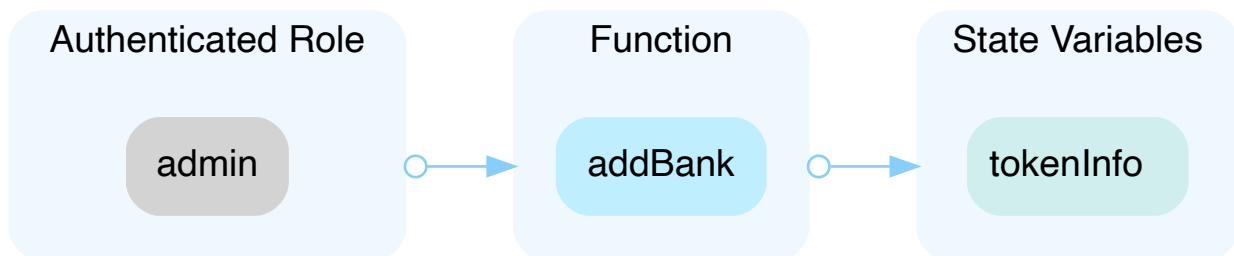 Authenticated Role
Function
State Variables
admin
addBank
tokenInfo